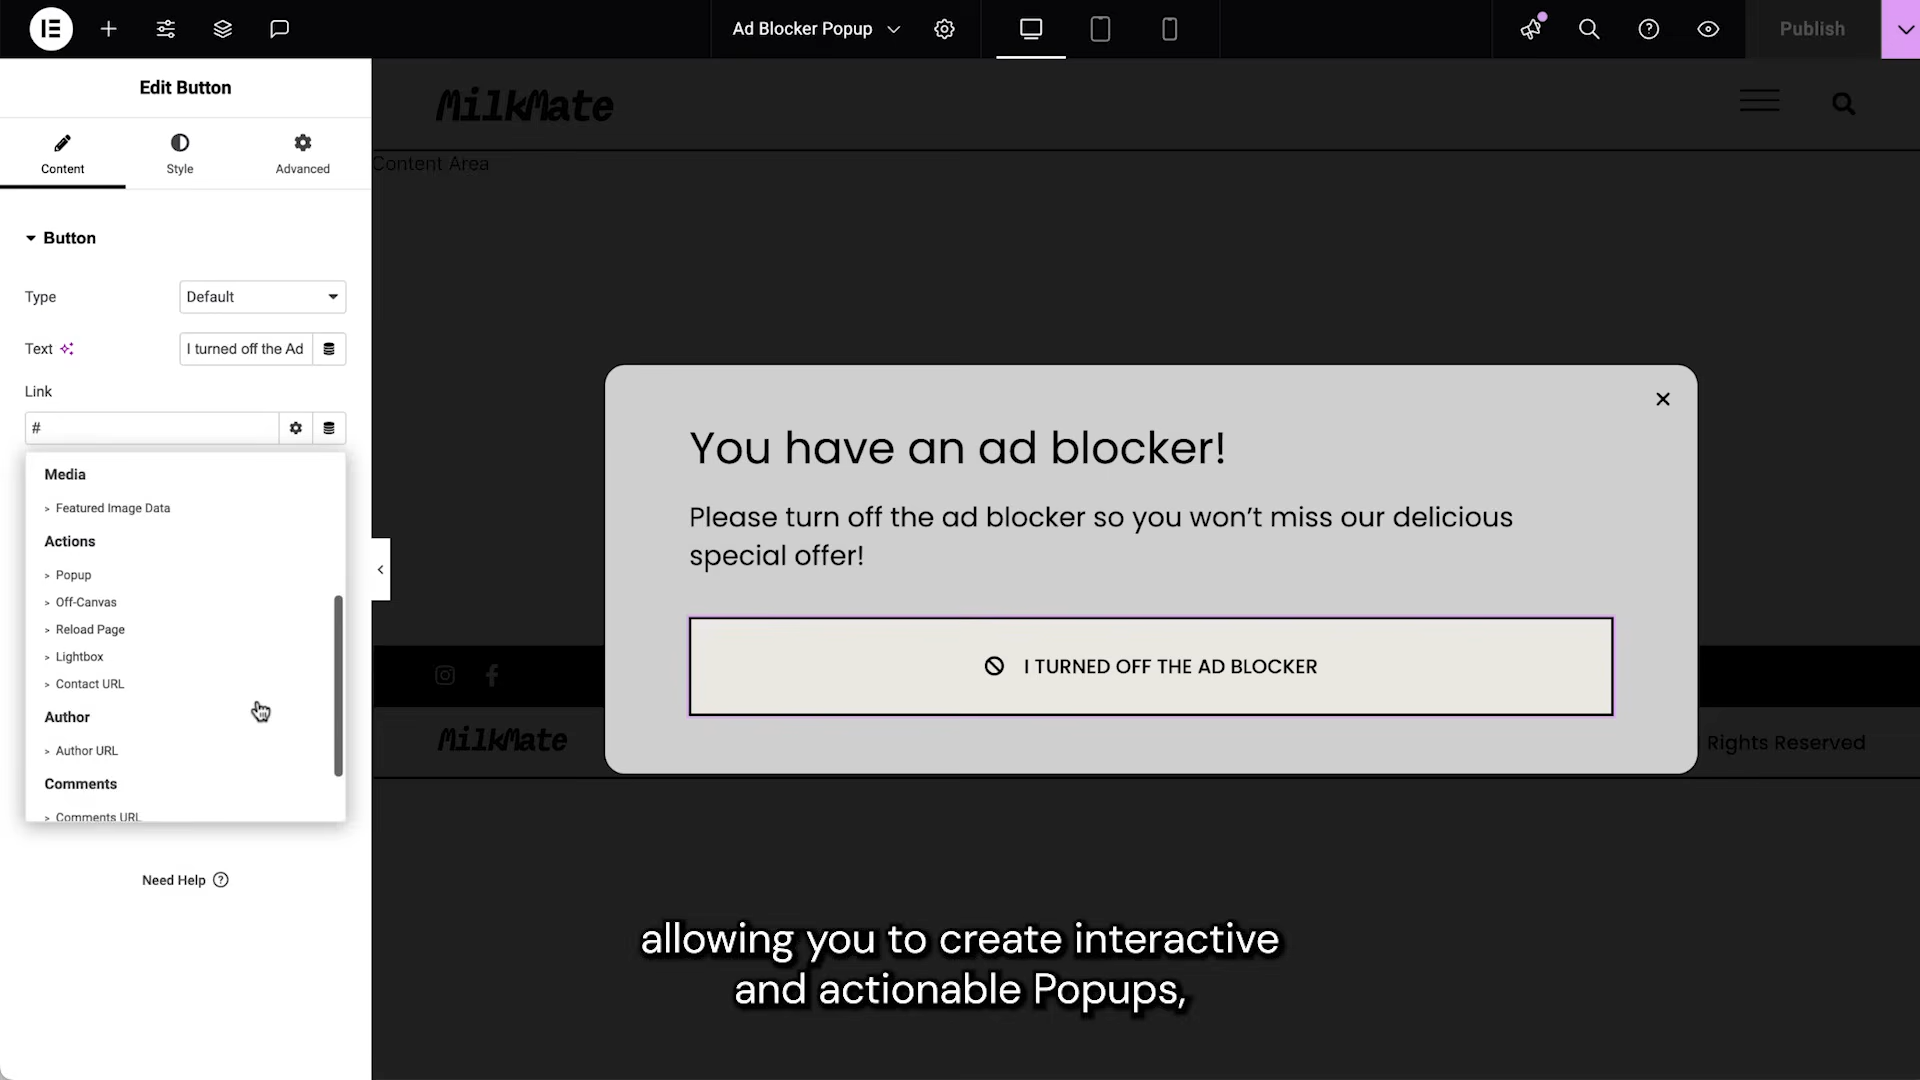 Ad Blocker Popup
Publish
Edit Button
Content
Style
Advanced
Button
Type
Default
Text
I turned off the Ad
Link
#
Media
> Featured Image Data
Actions
> Popup
> Off-Canvas
> Reload Page
> Lightbox
> Contact URL
Author
> Author URL
Comments
> Comments URL
Need Help ?
MilkMate
Content Area
You have an ad blocker!
Please turn off the ad blocker so you won’t miss our delicious
special offer!
I TURNED OFF THE AD BLOCKER
MilkMate
Rights Reserved
allowing you to create interactive
and actionable Popups,